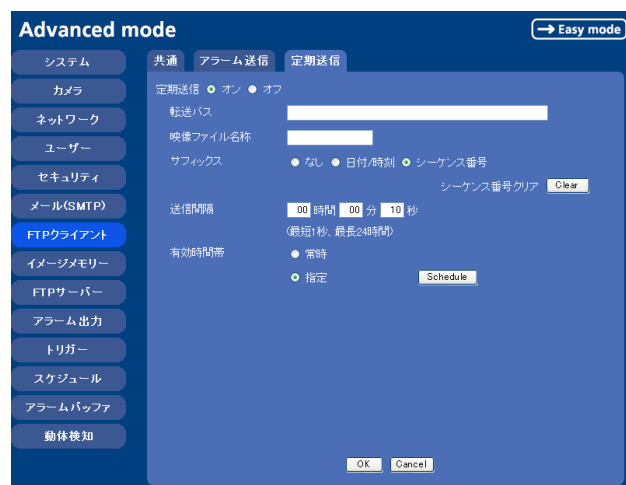 Advanced mode
→ Easy mode
システム
カメラ
ネットワーク
ユーザー
セキュリティ
メール(SMTP)
FTPクライアント
イメージメモリー
FTPサーバー
アラーム出力
トリガー
スケジュール
アラームバッファ
動体検知
共通 アラーム送信 定期送信
定期送信 オン オフ
転送パス
映像ファイル名称
サフィックス なし 日付/時刻 シーケンス番号
シーケンス番号クリア Clear
送信間隔 00 時間 00 分 10 秒
(最短1秒、最長24時間)
有効時間帯 常時
指定 Schedule
OK Cancel